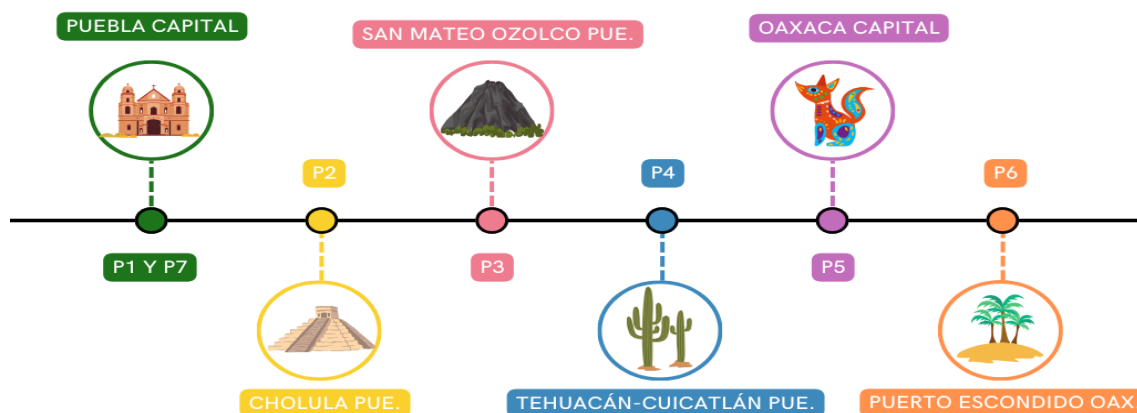 PUEBLA CAPITAL
SAN MATEO OZOLCO PUE.
OAXACA CAPITAL
P2
P4
P6
P1 Y P7
P3
P5
CHOLULA PUE.
TEHUACÁN-CUICATLÁN PUE.
PUERTO ESCONDIDO OAX